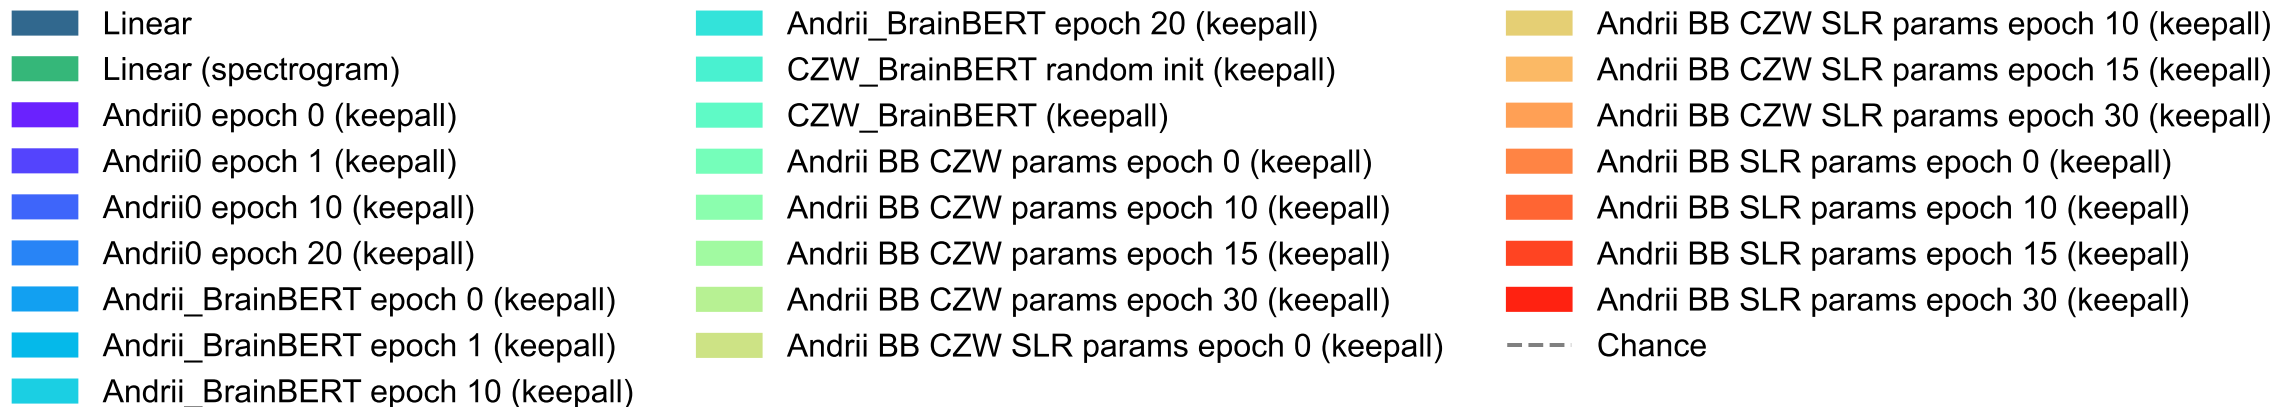 Linear
Linear (spectrogram)
Andrii0 epoch 0 (keepall)
Andrii0 epoch 1 (keepall)
Andrii0 epoch 10 (keepall)
Andrii0 epoch 20 (keepall)
Andrii_BrainBERT epoch 0 (keepall)
Andrii_BrainBERT epoch 1 (keepall)
Andrii_BrainBERT epoch 10 (keepall)
Andrii_BrainBERT epoch 20 (keepall)
CZW_BrainBERT random init (keepall)
CZW_BrainBERT (keepall)
Andrii BB CZW params epoch 0 (keepall)
Andrii BB CZW params epoch 10 (keepall)
Andrii BB CZW params epoch 15 (keepall)
Andrii BB CZW params epoch 30 (keepall)
Andrii BB CZW SLR params epoch 0 (keepall)
Andrii BB CZW SLR params epoch 10 (keepall)
Andrii BB CZW SLR params epoch 15 (keepall)
Andrii BB CZW SLR params epoch 30 (keepall)
Andrii BB SLR params epoch 0 (keepall)
Andrii BB SLR params epoch 10 (keepall)
Andrii BB SLR params epoch 15 (keepall)
Andrii BB SLR params epoch 30 (keepall)
Chance